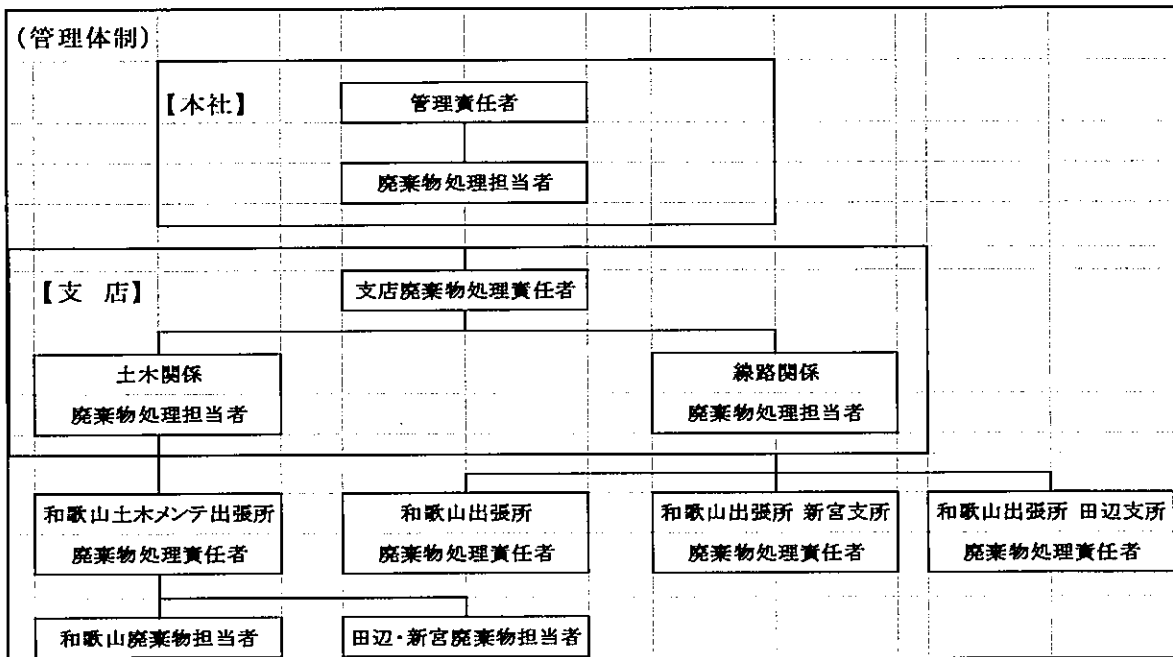 (管理体制)
【本社】
管理責任者
廃棄物処理担当者
【支 店】
支店廃棄物処理責任者
土木関係
廃棄物処理担当者
線路関係
廃棄物処理担当者
和歌山土木メンテ出張所
廃棄物処理責任者
和歌山出張所
廃棄物処理責任者
和歌山出張所 新宮支所
廃棄物処理責任者
和歌山出張所 田辺支所
廃棄物処理責任者
和歌山廃棄物担当者
田辺・新宮廃棄物担当者